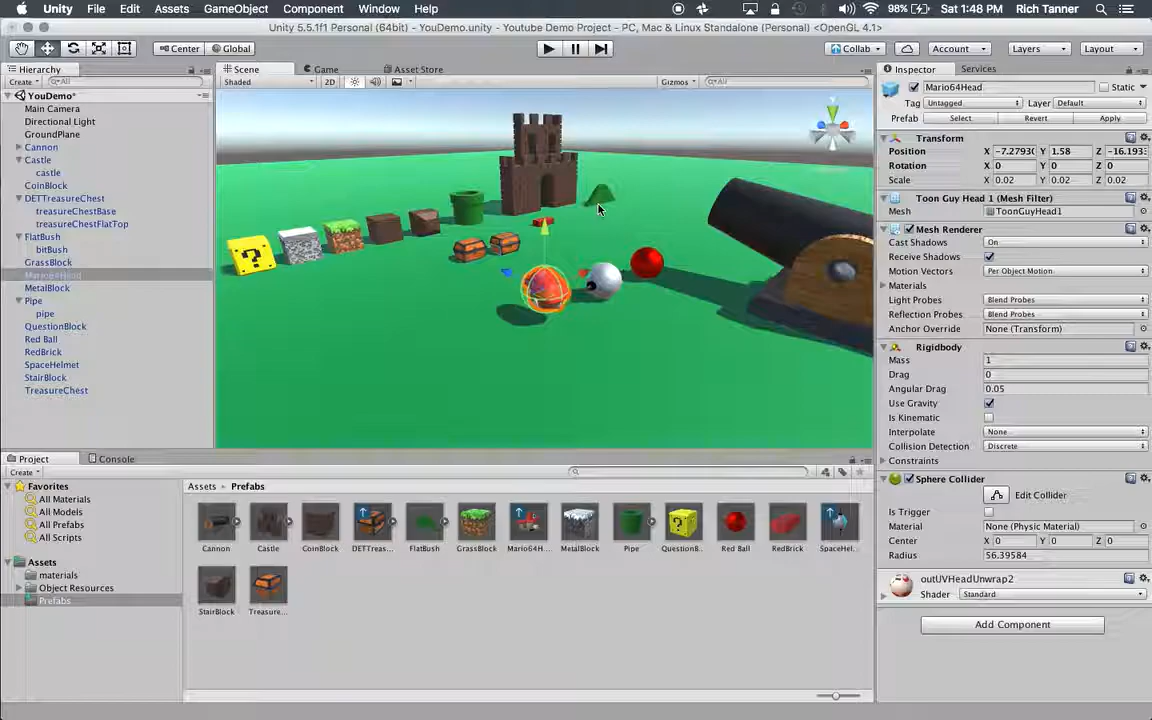 Unity File Edit Assets GameObject Component Window Help 98% Sat 1:48 PM Rich Tanner
Unity 5.5.1f1 Personal (64bit) - YouDemo.unity - Youtube Demo Project - PC, Mac & Linux Standalone (Personal) <OpenGL 4.1>
Center Global Collab Account Layers Layout
Hierarchy Scene Game Asset Store Inspector Services
Create All Shaded 2D Gizmos All
YouDemo*
Main Camera
Directional Light
GroundPlane
Cannon
Castle
castle
CoinBlock
DETTreasureChest
treasureChestBase
treasureChestFlatTop
FlatBush
bitBush
GrassBlock
Mario64Head
MetalBlock
Pipe
pipe
QuestionBlock
Red Ball
RedBrick
SpaceHelmet
StairBlock
TreasureChest
Mario64Head Static
Tag Untagged Layer Default
Prefab Select Revert Apply
Transform
Position X -7.2793( Y 1.58 Z -16.193:
Rotation X 0 Y 0 Z 0
Scale X 0.02 Y 0.02 Z 0.02
Toon Guy Head 1 (Mesh Filter)
Mesh ToonGuyHead1
Mesh Renderer
Cast Shadows On
Receive Shadows
Motion Vectors Per Object Motion
Materials
Light Probes Blend Probes
Reflection Probes Blend Probes
Anchor Override None (Transform)
Rigidbody
Mass 1
Drag 0
Angular Drag 0.05
Use Gravity
Is Kinematic
Interpolate None
Collision Detection Discrete
Constraints
Sphere Collider
Edit Collider
Is Trigger
Material None (Physic Material)
Center X 0 Y 0 Z 0
Radius 56.39584
outUVHeadUnwrap2
Shader Standard
Add Component
Project Console
Create
Favorites
All Materials
All Models
All Prefabs
All Scripts
Assets
materials
Object Resources
Prefabs
Assets Prefabs
Cannon Castle CoinBlock DETTreas... FlatBush GrassBlock Mario64H... MetalBlock Pipe QuestionB.. Red Ball RedBrick SpaceHel...
StairBlock Treasure...